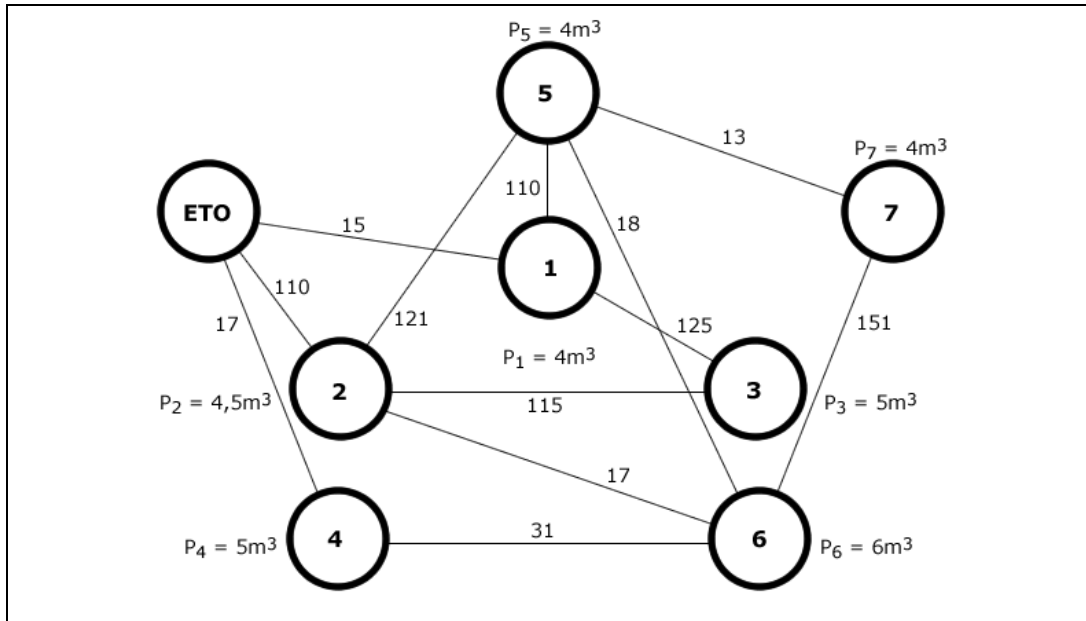 P₅ = 4m³
5
13
P₇ = 4m³
110
ETO
7
15
18
1
110
17
121
125
151
P₁ = 4m³
2
3
P₂ = 4,5m³
115
P₃ = 5m³
17
31
4
6
P₄ = 5m³
P₆ = 6m³